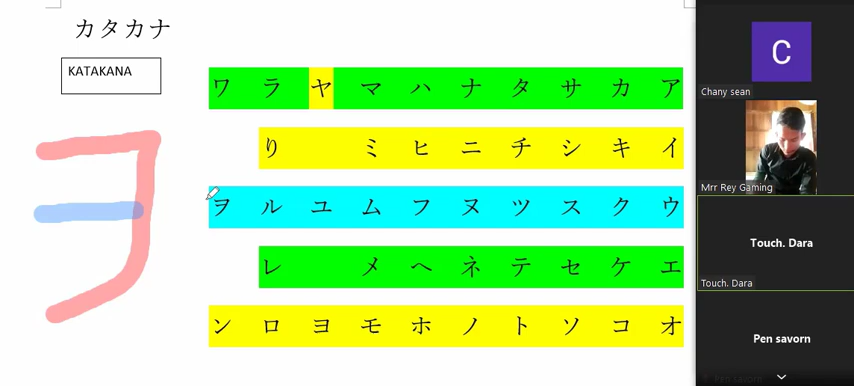 カタカナ
KATAKANA
ワ ラ ヤ マ ハ ナ タ サ カ ア
り ミ ヒ ニ チ シ キ イ
ヲ ル ユ ム フ ヌ ツ ス ク ウ
レ メ ヘ ネ テ セ ケ エ
ン ロ ヨ モ ホ ノ ト ソ コ オ
ヲ
C
Chany sean
Mrr Rey Gaming
Touch. Dara
Touch. Dara
Pen savorn